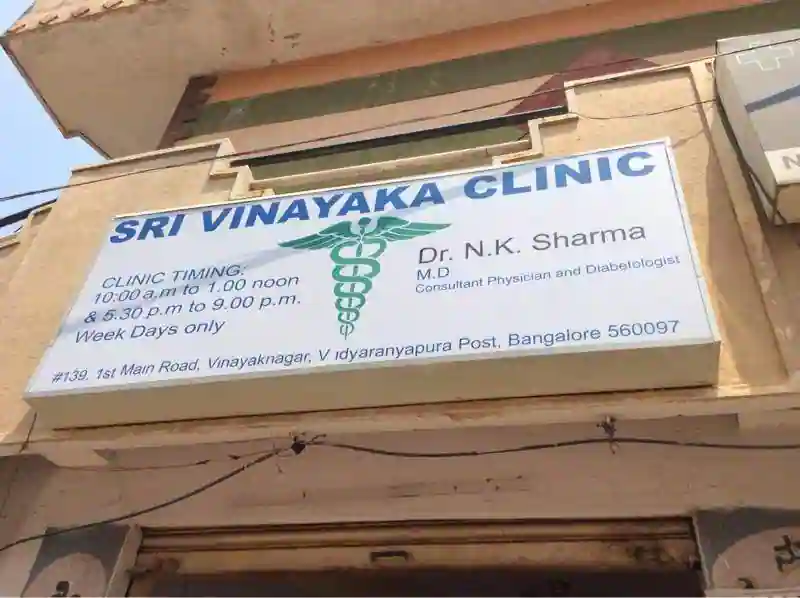 SRI VINAYAKA CLINIC
CLINIC TIMING:
10:00 a.m to 1.00 noon
& 5.30 p.m to 9.00 p.m.
Week Days only
Dr. N.K. Sharma
M.D
Consultant Physician and Diabetologist
#139. 1st Main Road, Vinayaknagar, Vidyaranyapura Post, Bangalore 560097
N